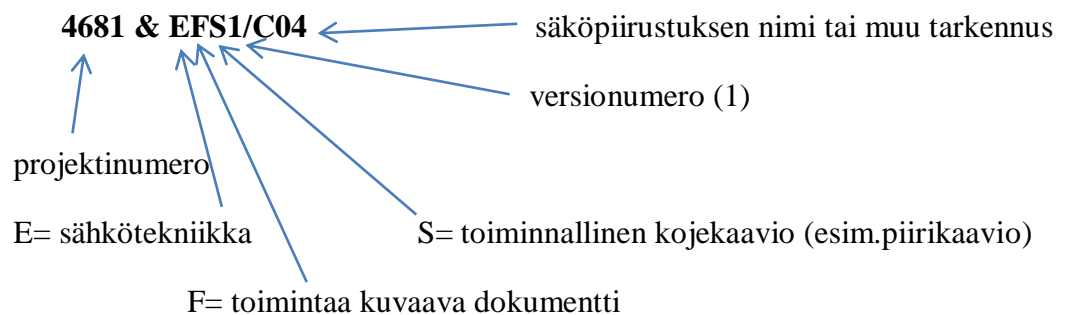 4681 & EFS1/C04
säköpiirustuksen nimi tai muu tarkennus
versionumero (1)
projektinumero
E= sähkötekniikka
S= toiminnallinen kojekaavio (esim.piirikaavio)
F= toimintaa kuvaava dokumentti